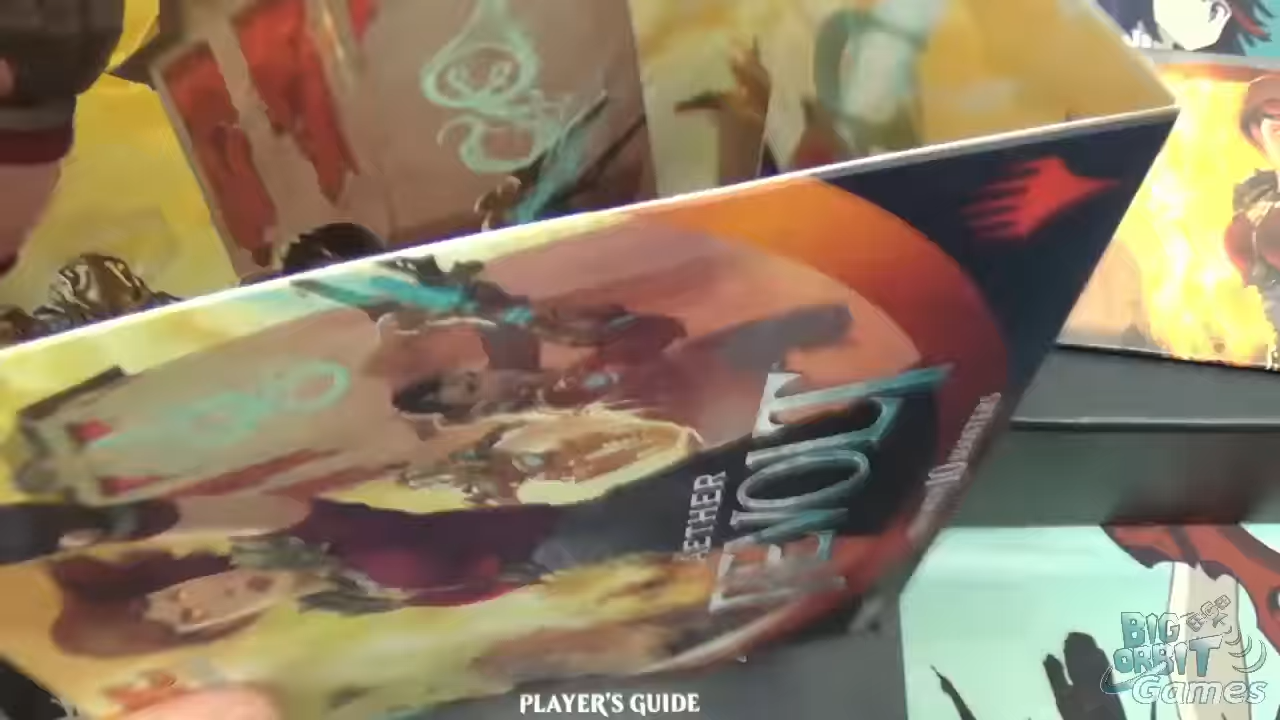 AETHER
REVOLT
PLAYER'S GUIDE
BIG
ORBIT
Games